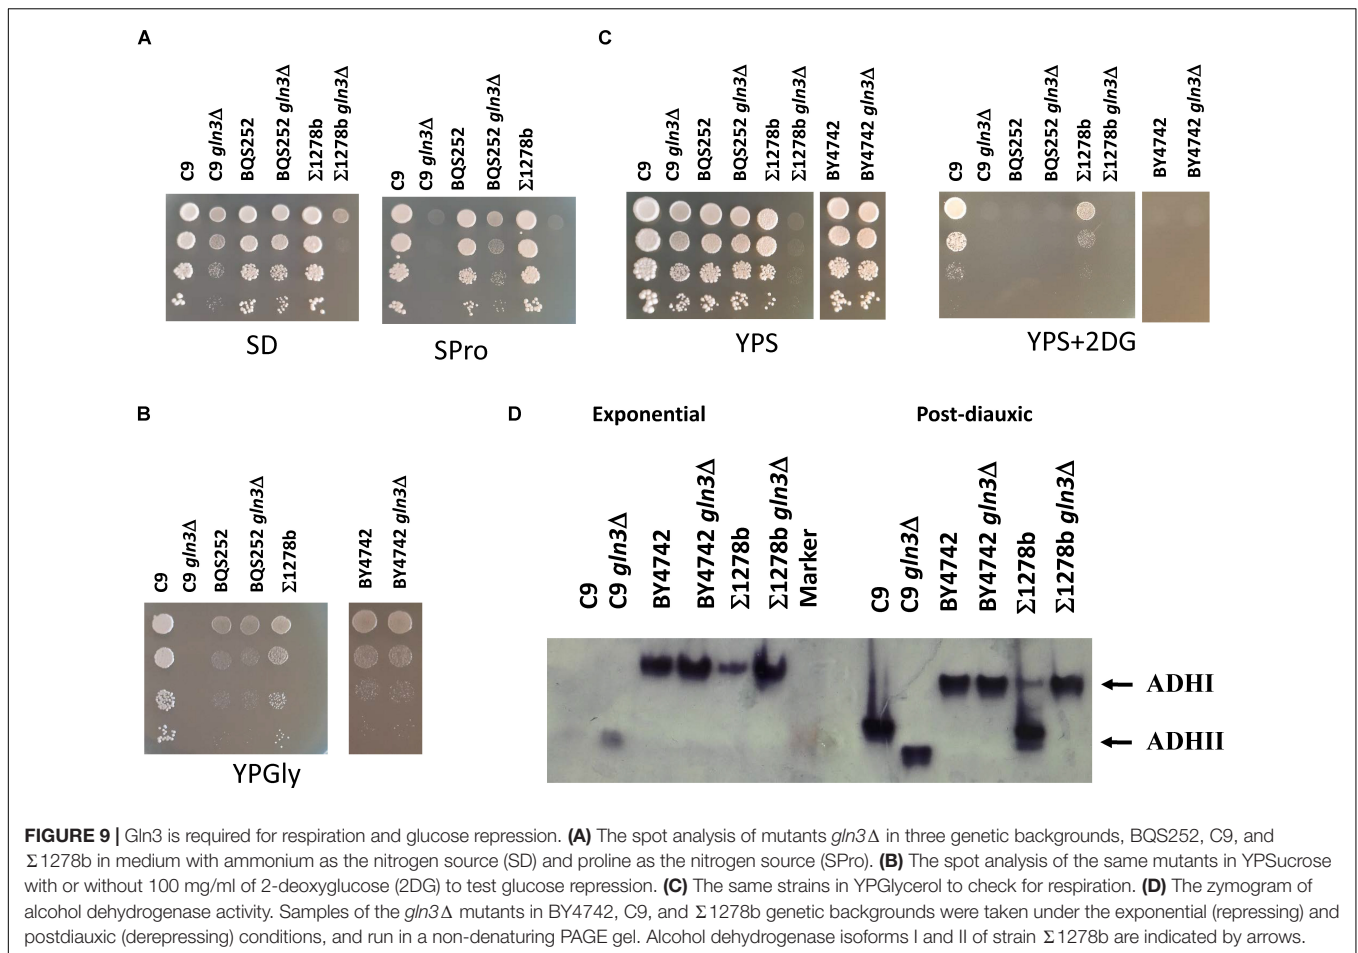 A
C9
C9 gln3Δ
BQS252
BQS252 gln3Δ
Σ1278b
Σ1278b gln3Δ
SD
C9
C9 gln3Δ
BQS252
BQS252 gln3Δ
Σ1278b
SPro
C
C9
C9 gln3Δ
BQS252
BQS252 gln3Δ
Σ1278b
Σ1278b gln3Δ
BY4742
BY4742 gln3Δ
YPS
C9
C9 gln3Δ
BQS252
BQS252 gln3Δ
Σ1278b
Σ1278b gln3Δ
BY4742
BY4742 gln3Δ
YPS+2DG
B
C9
C9 gln3Δ
BQS252
BQS252 gln3Δ
Σ1278b
BY4742
BY4742 gln3Δ
YPGly
D
Exponential
Post-diauxic
C9
C9 gln3Δ
BY4742
BY4742 gln3Δ
Σ1278b
Σ1278b gln3Δ
Marker
C9
C9 gln3Δ
BY4742
BY4742 gln3Δ
Σ1278b
Σ1278b gln3Δ
ADHI
ADHII
FIGURE 9 | Gln3 is required for respiration and glucose repression. (A) The spot analysis of mutants gln3Δ in three genetic backgrounds, BQS252, C9, and
Σ1278b in medium with ammonium as the nitrogen source (SD) and proline as the nitrogen source (SPro). (B) The spot analysis of the same mutants in YPSucrose
with or without 100 mg/ml of 2-deoxyglucose (2DG) to test glucose repression. (C) The same strains in YPGlycerol to check for respiration. (D) The zymogram of
alcohol dehydrogenase activity. Samples of the gln3Δ mutants in BY4742, C9, and Σ1278b genetic backgrounds were taken under the exponential (repressing) and
postdiauxic (derepressing) conditions, and run in a non-denaturing PAGE gel. Alcohol dehydrogenase isoforms I and II of strain Σ1278b are indicated by arrows.